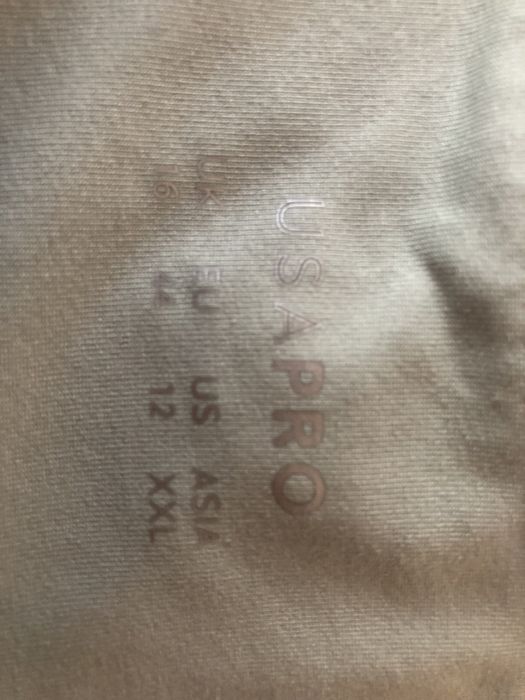 USAPRO
UK EU US ASIA
16 44 12 XXL